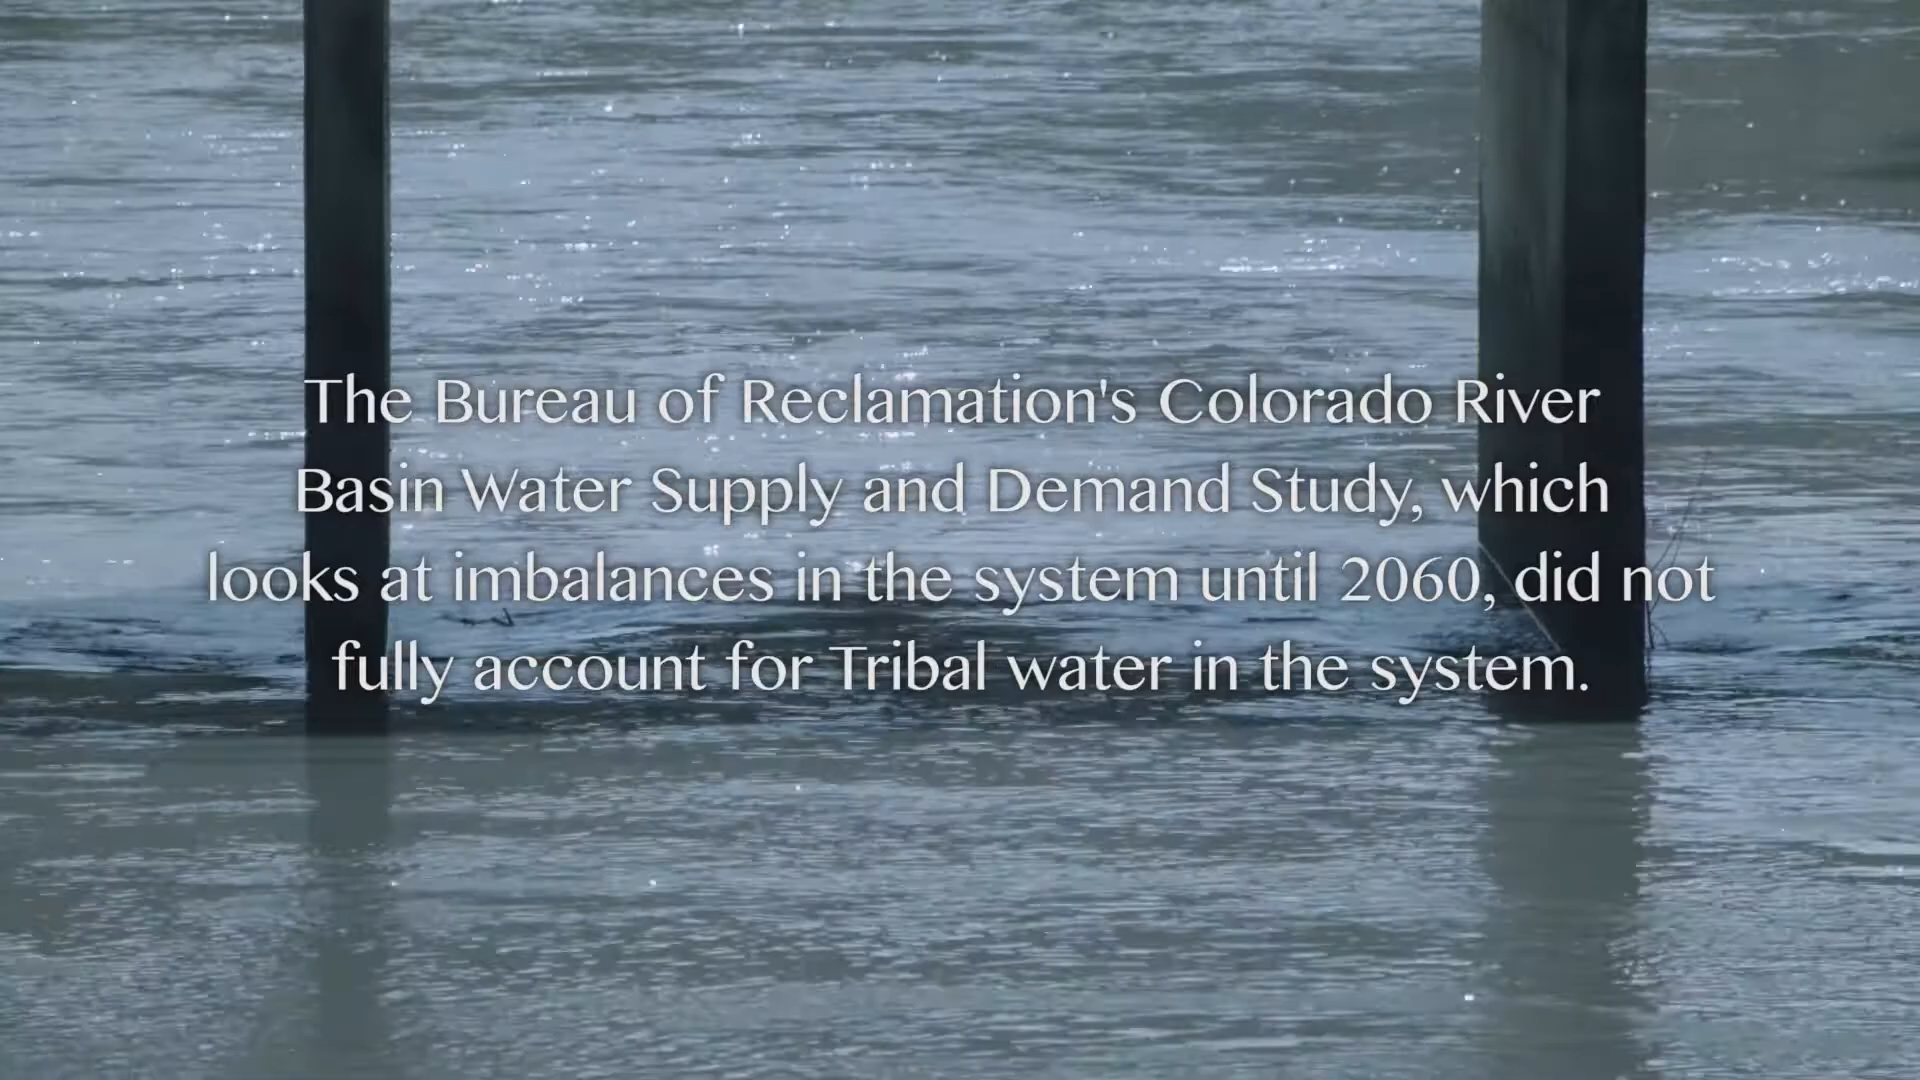 The Bureau of Reclamation's Colorado River
Basin Water Supply and Demand Study, which
looks at imbalances in the system until 2060, did not
fully account for Tribal water in the system.